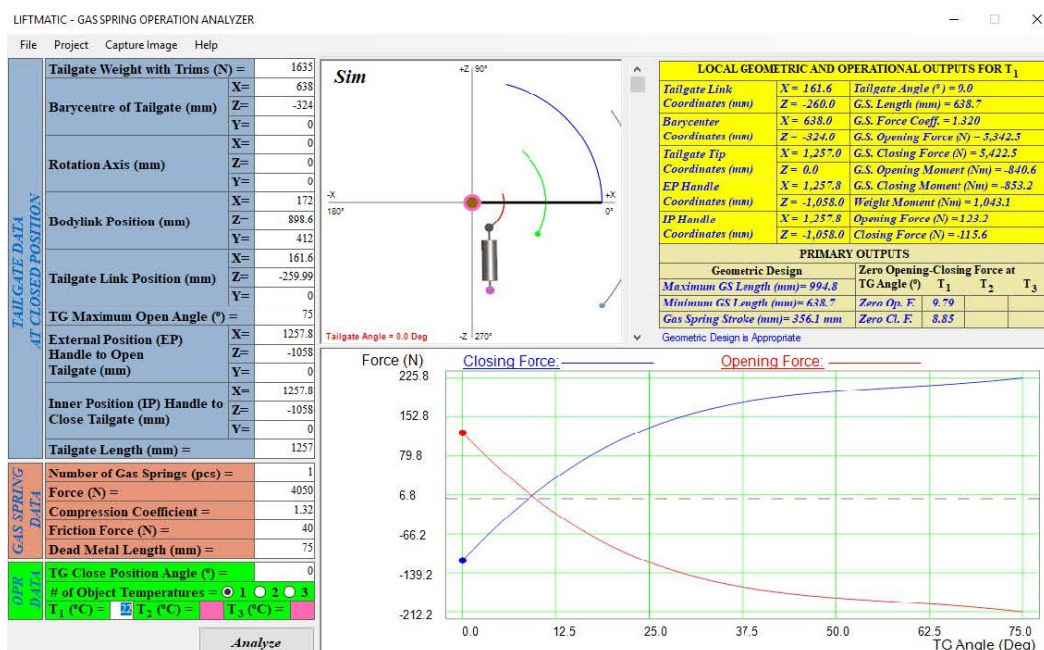 LIFTMATIC - GAS SPRING OPERATION ANALYZER
File Project Capture Image Help
TAILGATE DATA
AT CLOSED POSITION
Tailgate Weight with Trims (N) = 1635
Barycentre of Tailgate (mm)
X= 638
Z= -324
Y= 0
Rotation Axis (mm)
X= 0
Z= 0
Y= 0
Bodylink Position (mm)
X= 172
Z= 898.6
Y= 412
Tailgate Link Position (mm)
X= 161.6
Z= -259.99
Y= 0
TG Maximum Open Angle (º) = 75
External Position (EP)
Handle to Open
Tailgate (mm)
X= 1257.8
Z= -1058
Y= 0
Inner Position (IP) Handle to
Close Tailgate (mm)
X= 1257.8
Z= -1058
Y= 0
Tailgate Length (mm) = 1257
GAS SPRING
DATA
Number of Gas Springs (pcs) = 1
Force (N) = 4050
Compression Coefficient = 1.32
Friction Force (N) = 40
Dead Metal Length (mm) = 75
OPR
DATA
TG Close Position Angle (º) = 0
# of Object Temperatures = 1 2 3
T1 (ºC) = 22 T2 (ºC) = T3 (ºC) =
Analyze
Sim
+Z 90°
-X
180°
+X
0°
-Z 270°
Tailgate Angle = 0.0 Deg
LOCAL GEOMETRIC AND OPERATIONAL OUTPUTS FOR T1
Tailgate Link X = 161.6 Tailgate Angle (º) = 0.0
Coordinates (mm) Z = -260.0 G.S. Length (mm) = 638.7
Barycenter X = 638.0 G.S. Force Coeff. = 1.320
Coordinates (mm) Z = -324.0 G.S. Opening Force (N) = 5,342.5
Tailgate Tip X = 1,257.0 G.S. Closing Force (N) = 5,422.5
Coordinates (mm) Z = 0.0 G.S. Opening Moment (Nm) = -840.6
EP Handle X = 1,257.8 G.S. Closing Moment (Nm) = -853.2
Coordinates (mm) Z = -1,058.0 Weight Moment (Nm) = 1,043.1
IP Handle X = 1,257.8 Opening Force (N) = 123.2
Coordinates (mm) Z = -1,058.0 Closing Force (N) = -115.6
PRIMARY OUTPUTS
Geometric Design Zero Opening-Closing Force at
TG Angle (º) T1 T2 T3
Maximum GS Length (mm)= 994.8
Minimum GS Length (mm)= 638.7 Zero Op. F. 9.79
Gas Spring Stroke (mm)= 356.1 mm Zero Cl. F. 8.85
Geometric Design is Appropriate
Force (N) Closing Force: Opening Force:
225.8
152.8
79.8
6.8
-66.2
-139.2
-212.2
0.0 12.5 25.0 37.5 50.0 62.5 75.0
TG Angle (Deg)